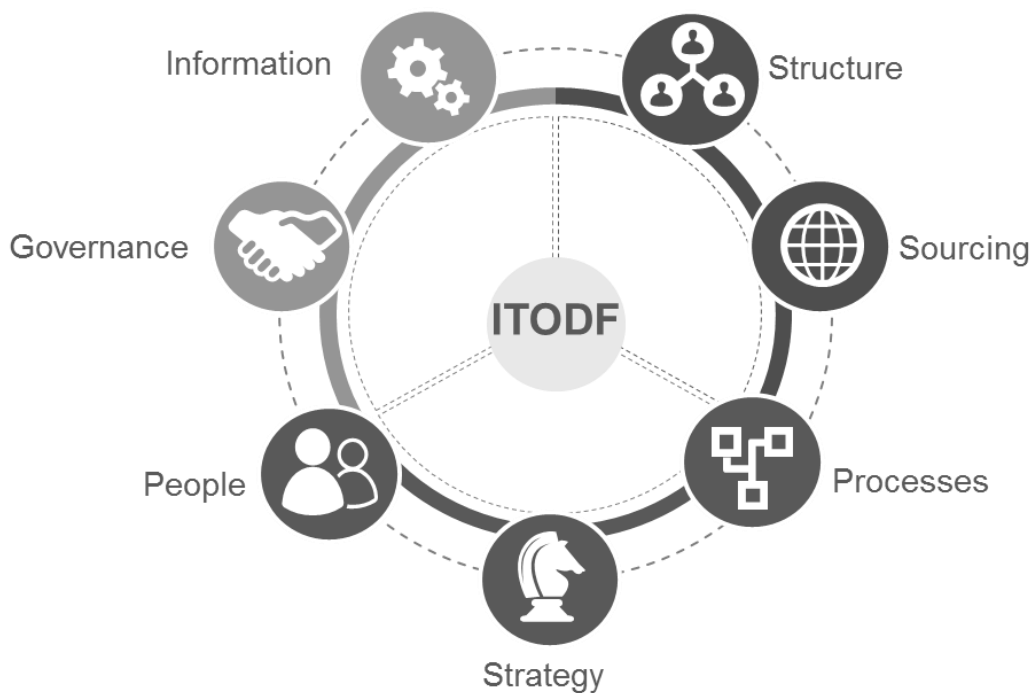 Information
Structure
Governance
Sourcing
ITODF
People
Processes
Strategy